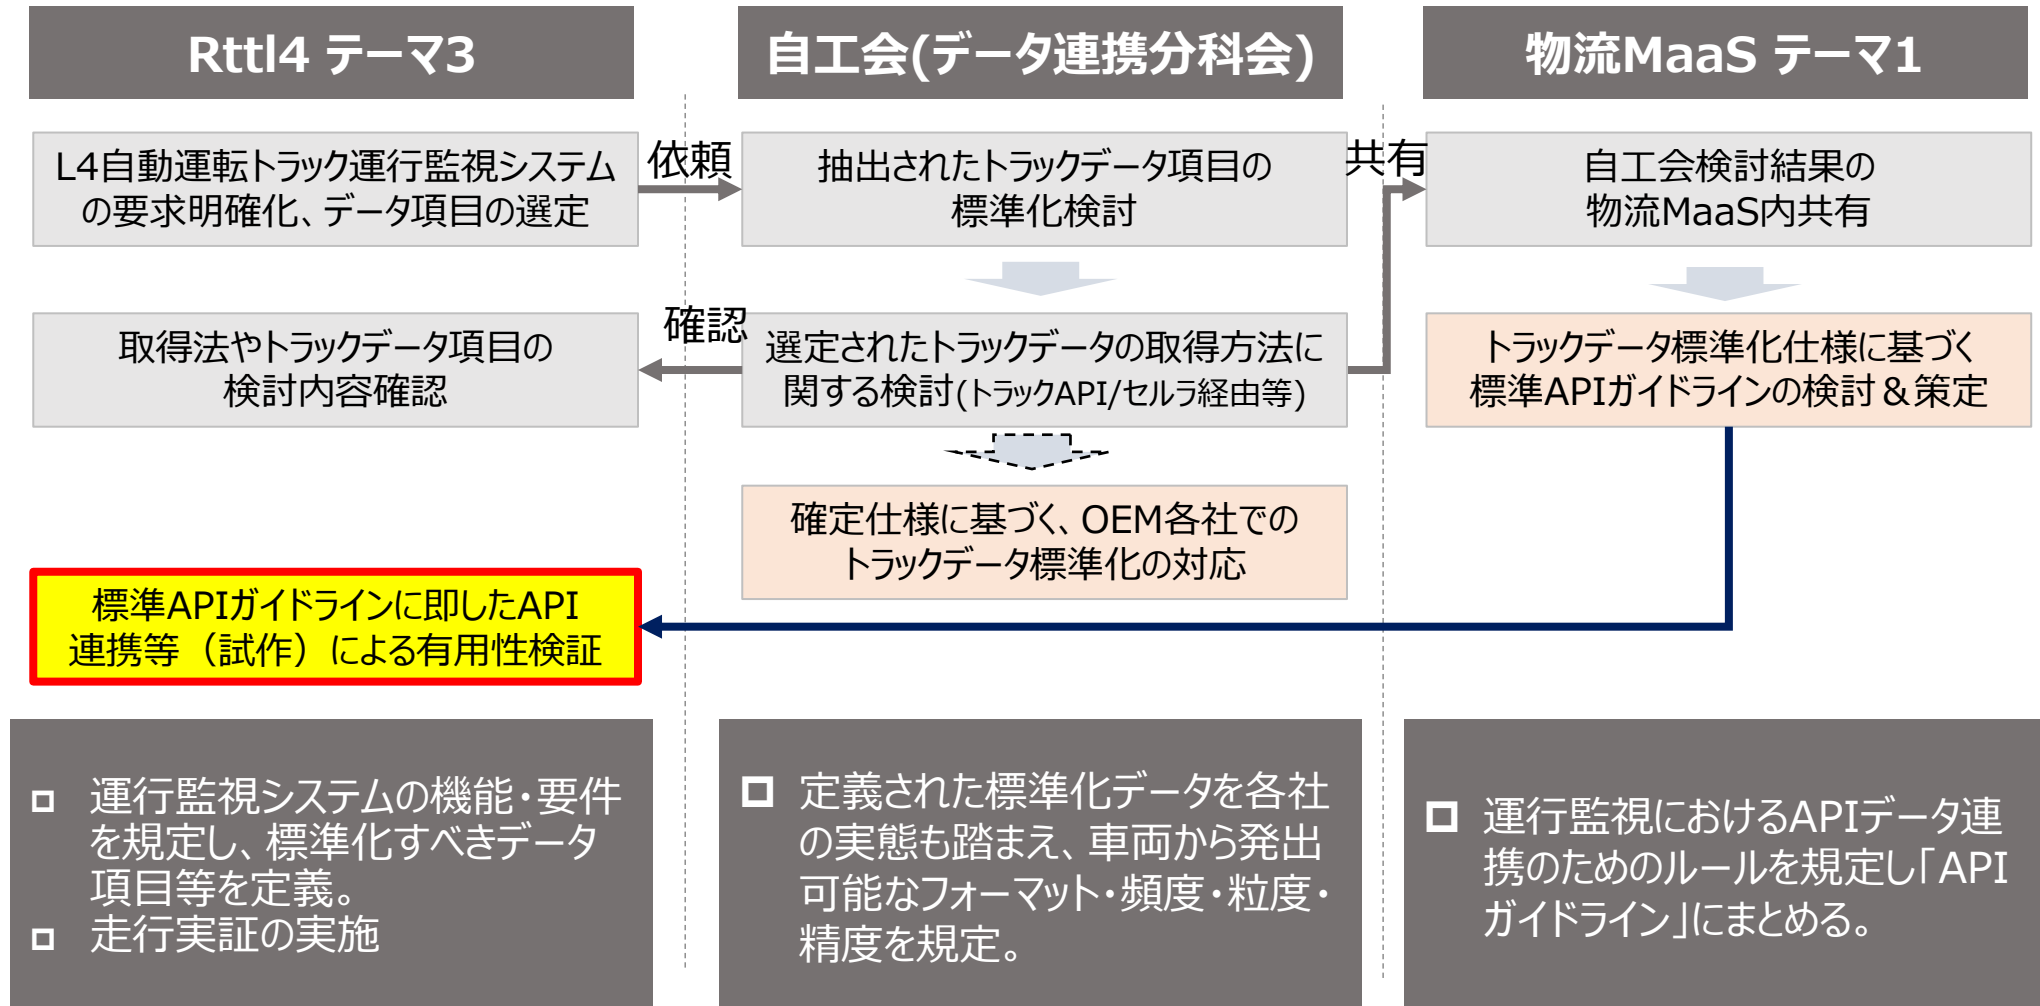 Rttl4 テーマ3
自工会(データ連携分科会)
物流MaaS テーマ1
L4自動運転トラック運行監視システム
の要求明確化、データ項目の選定
依頼
抽出されたトラックデータ項目の
標準化検討
共有
自工会検討結果の
物流MaaS内共有
取得法やトラックデータ項目の
検討内容確認
確認
選定されたトラックデータの取得方法に
関する検討(トラックAPI/セルラ経由等)
トラックデータ標準化仕様に基づく
標準APIガイドラインの検討＆策定
確定仕様に基づく、OEM各社での
トラックデータ標準化の対応
標準APIガイドラインに即したAPI
連携等（試作）による有用性検証
運行監視システムの機能・要件
を規定し、標準化すべきデータ
項目等を定義。
走行実証の実施
定義された標準化データを各社
の実態も踏まえ、車両から発出
可能なフォーマット・頻度・粒度・
精度を規定。
運行監視におけるAPIデータ連
携のためのルールを規定し「API
ガイドライン」にまとめる。